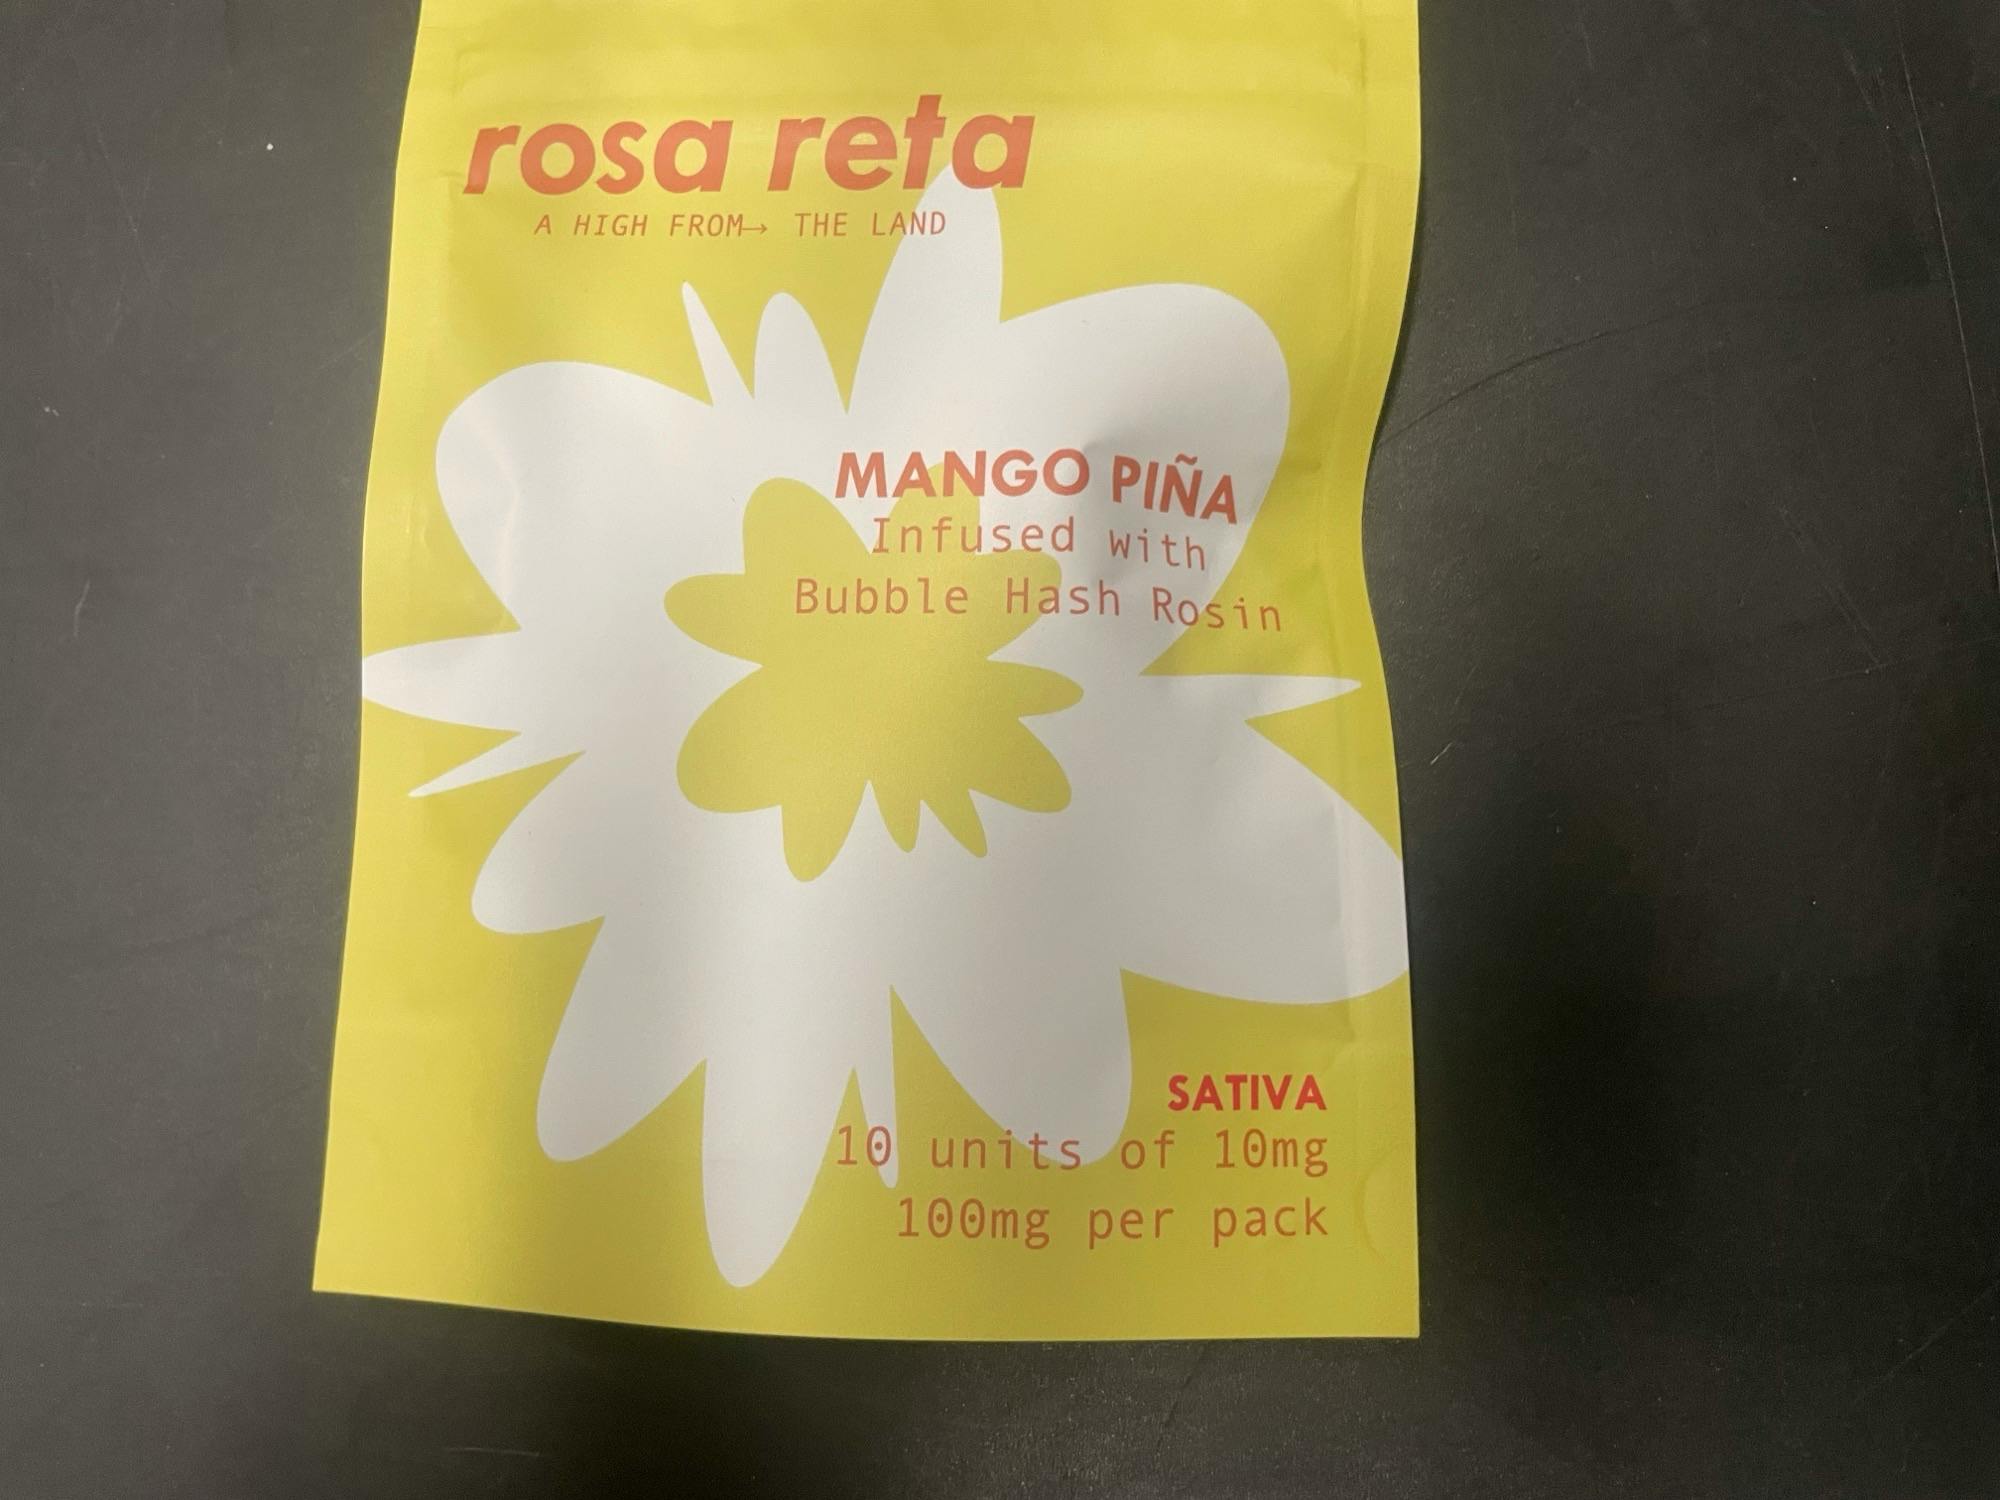 rosa reta
A HIGH FROM→ THE LAND
MANGO PIÑA
Infused with
Bubble Hash Rosin
SATIVA
10 units of 10mg
100mg per pack